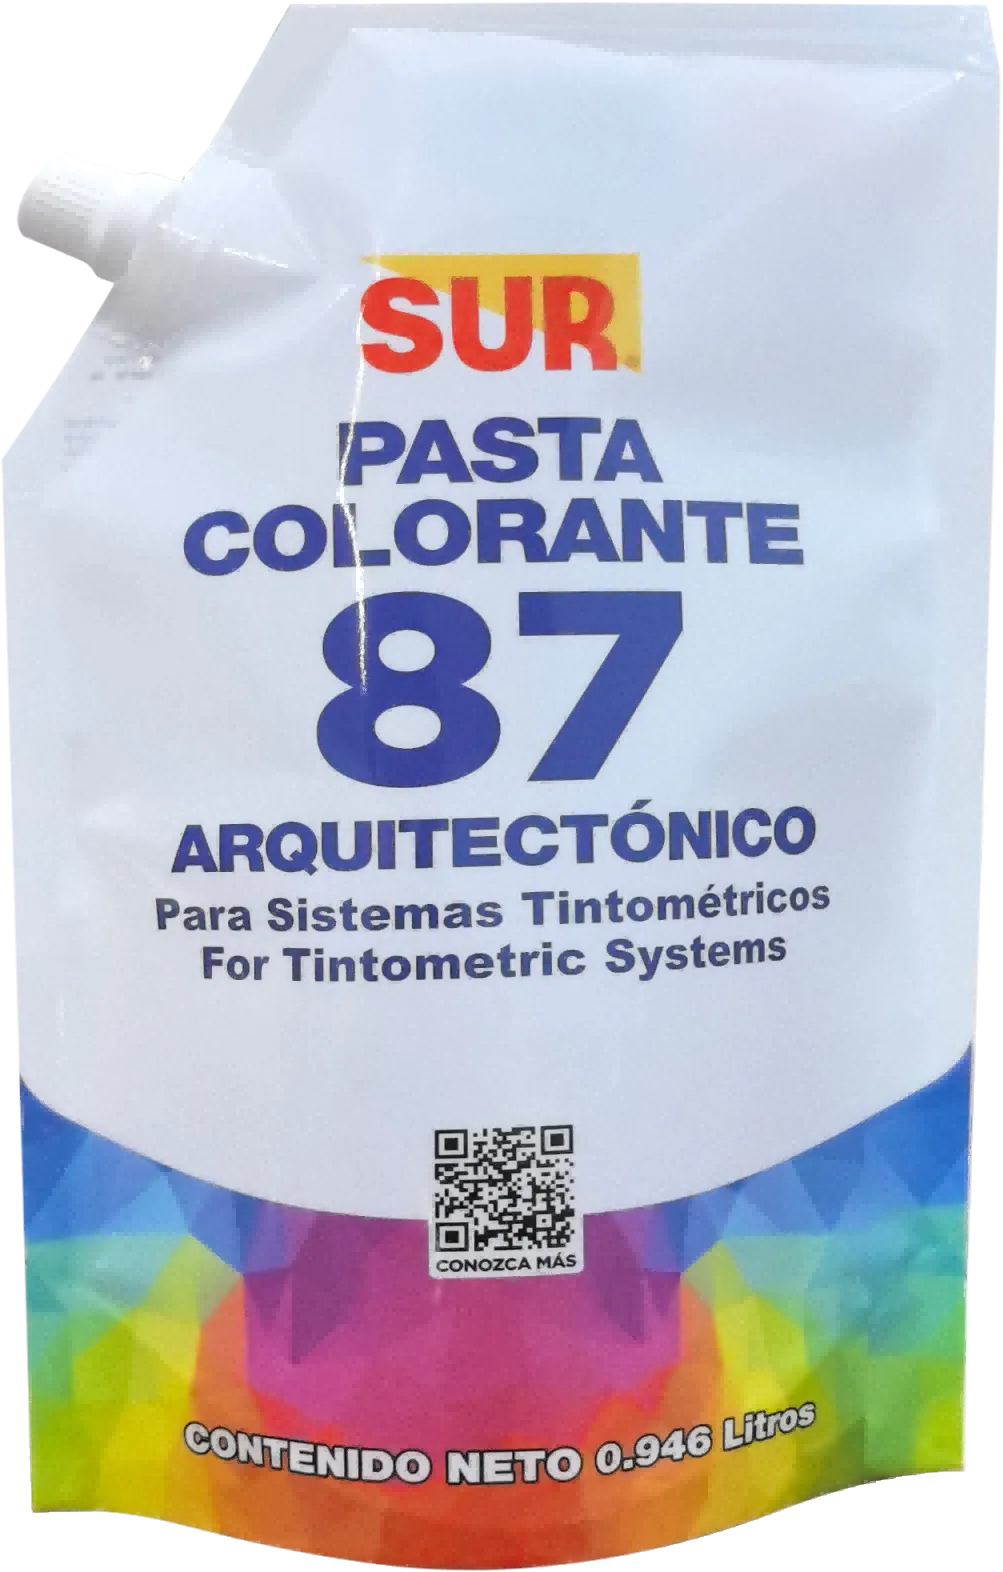 SUR
PASTA
COLORANTE
87
ARQUITECTÓNICO
Para Sistemas Tintométricos
For Tintometric Systems
CONOZCA MÁS
CONTENIDO NETO 0.946 Litros